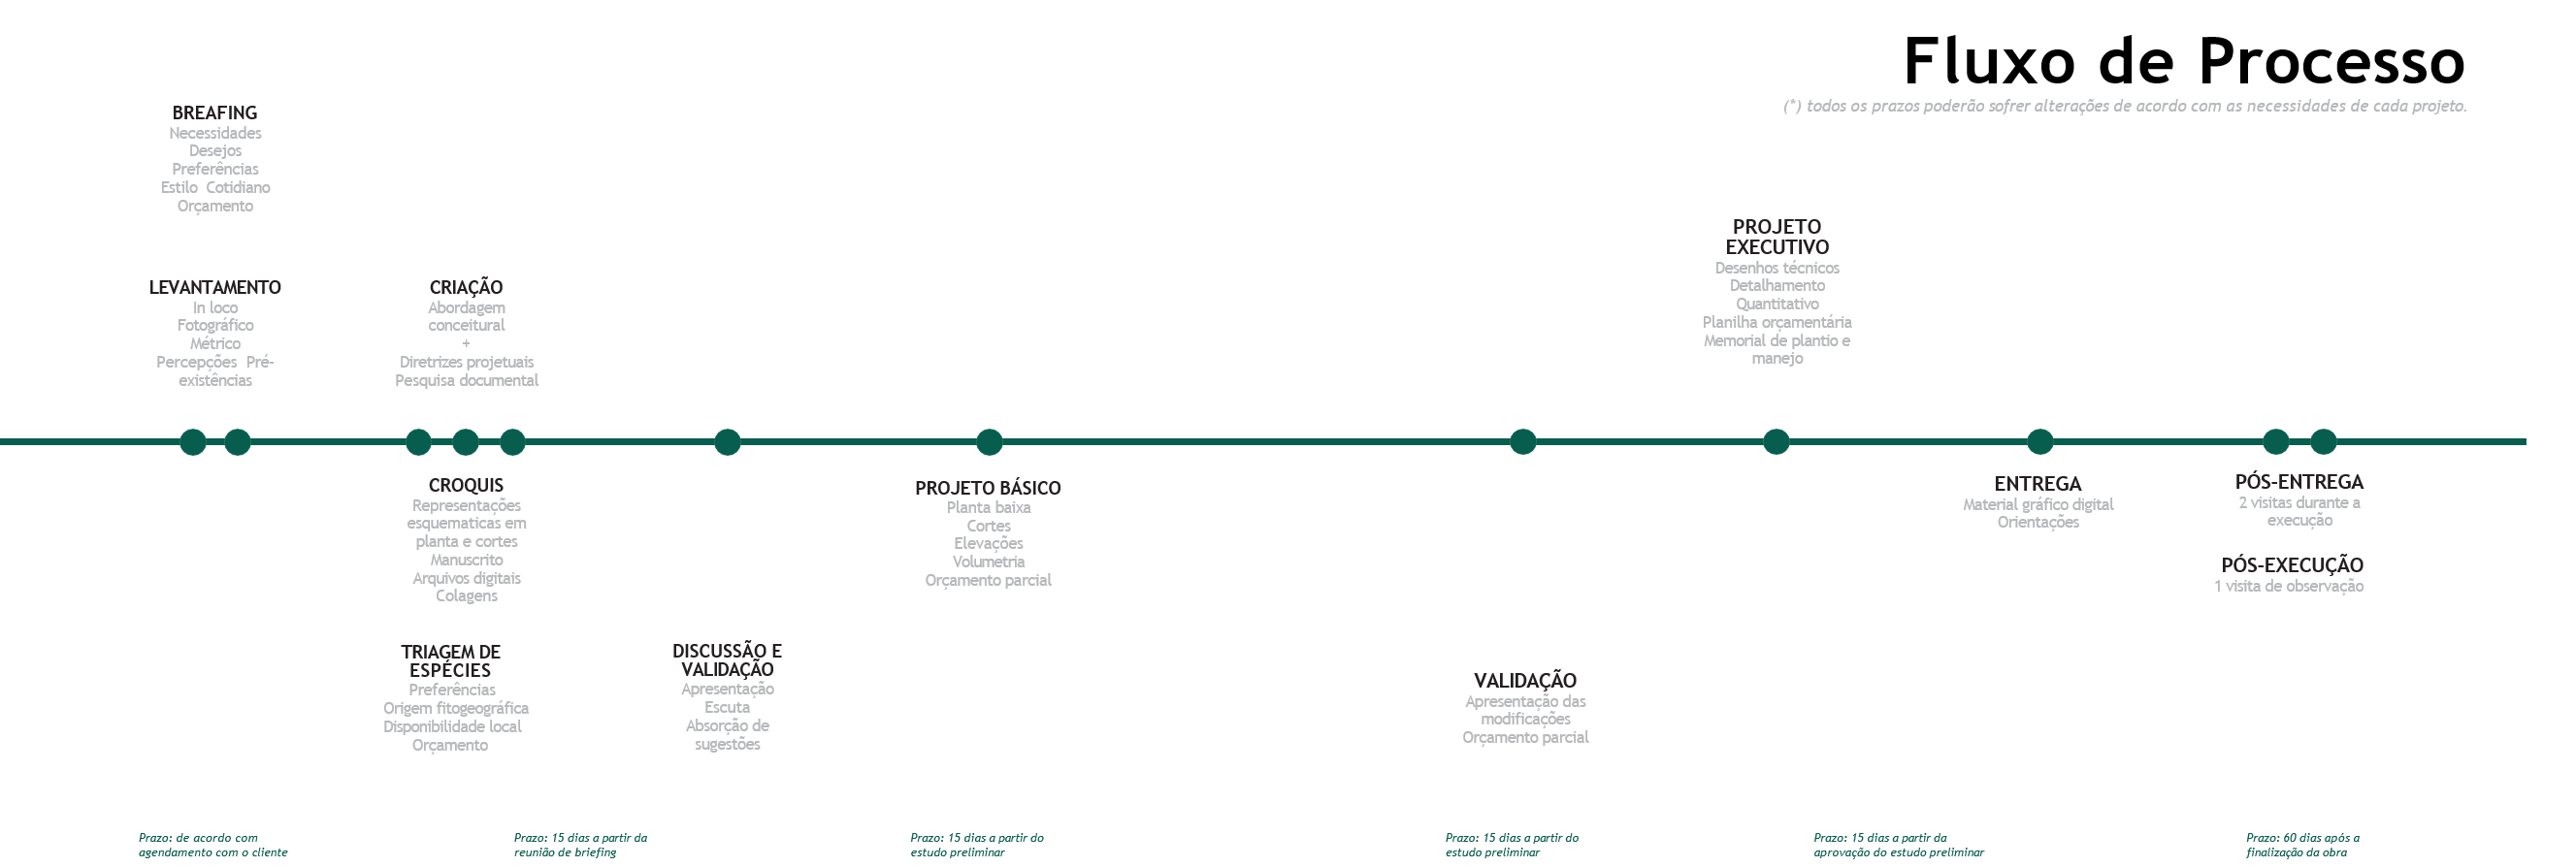 Fluxo de Processo
(*) todos os prazos poderão sofrer alterações de acordo com as necessidades de cada projeto.
BREAFING
Necessidades
Desejos
Preferências
Estilo Cotidiano
Orçamento
LEVANTAMENTO
In loco
Fotográfico
Métrico
Percepções Pré-
existências
CRIAÇÃO
Abordagem
conceitural
+
Diretrizes projetuais
Pesquisa documental
CROQUIS
Representações
esquematicas em
planta e cortes
Manuscrito
Arquivos digitais
Colagens
TRIAGEM DE
ESPÉCIES
Preferências
Origem fitogeográfica
Disponibilidade local
Orçamento
DISCUSSÃO E
VALIDAÇÃO
Apresentação
Escuta
Absorção de
sugestões
PROJETO BÁSICO
Planta baixa
Cortes
Elevações
Volumetria
Orçamento parcial
VALIDAÇÃO
Apresentação das
modificações
Orçamento parcial
PROJETO
EXECUTIVO
Desenhos técnicos
Detalhamento
Quantitativo
Planilha orçamentária
Memorial de plantio e
manejo
ENTREGA
Material gráfico digital
Orientações
PÓS-ENTREGA
2 visitas durante a
execução
PÓS-EXECUÇÃO
1 visita de observação
Prazo: de acordo com
agendamento com o cliente
Prazo: 15 dias a partir da
reunião de briefing
Prazo: 15 dias a partir do
estudo preliminar
Prazo: 15 dias a partir do
estudo preliminar
Prazo: 15 dias a partir da
aprovação do estudo preliminar
Prazo: 60 dias após a
finalização da obra